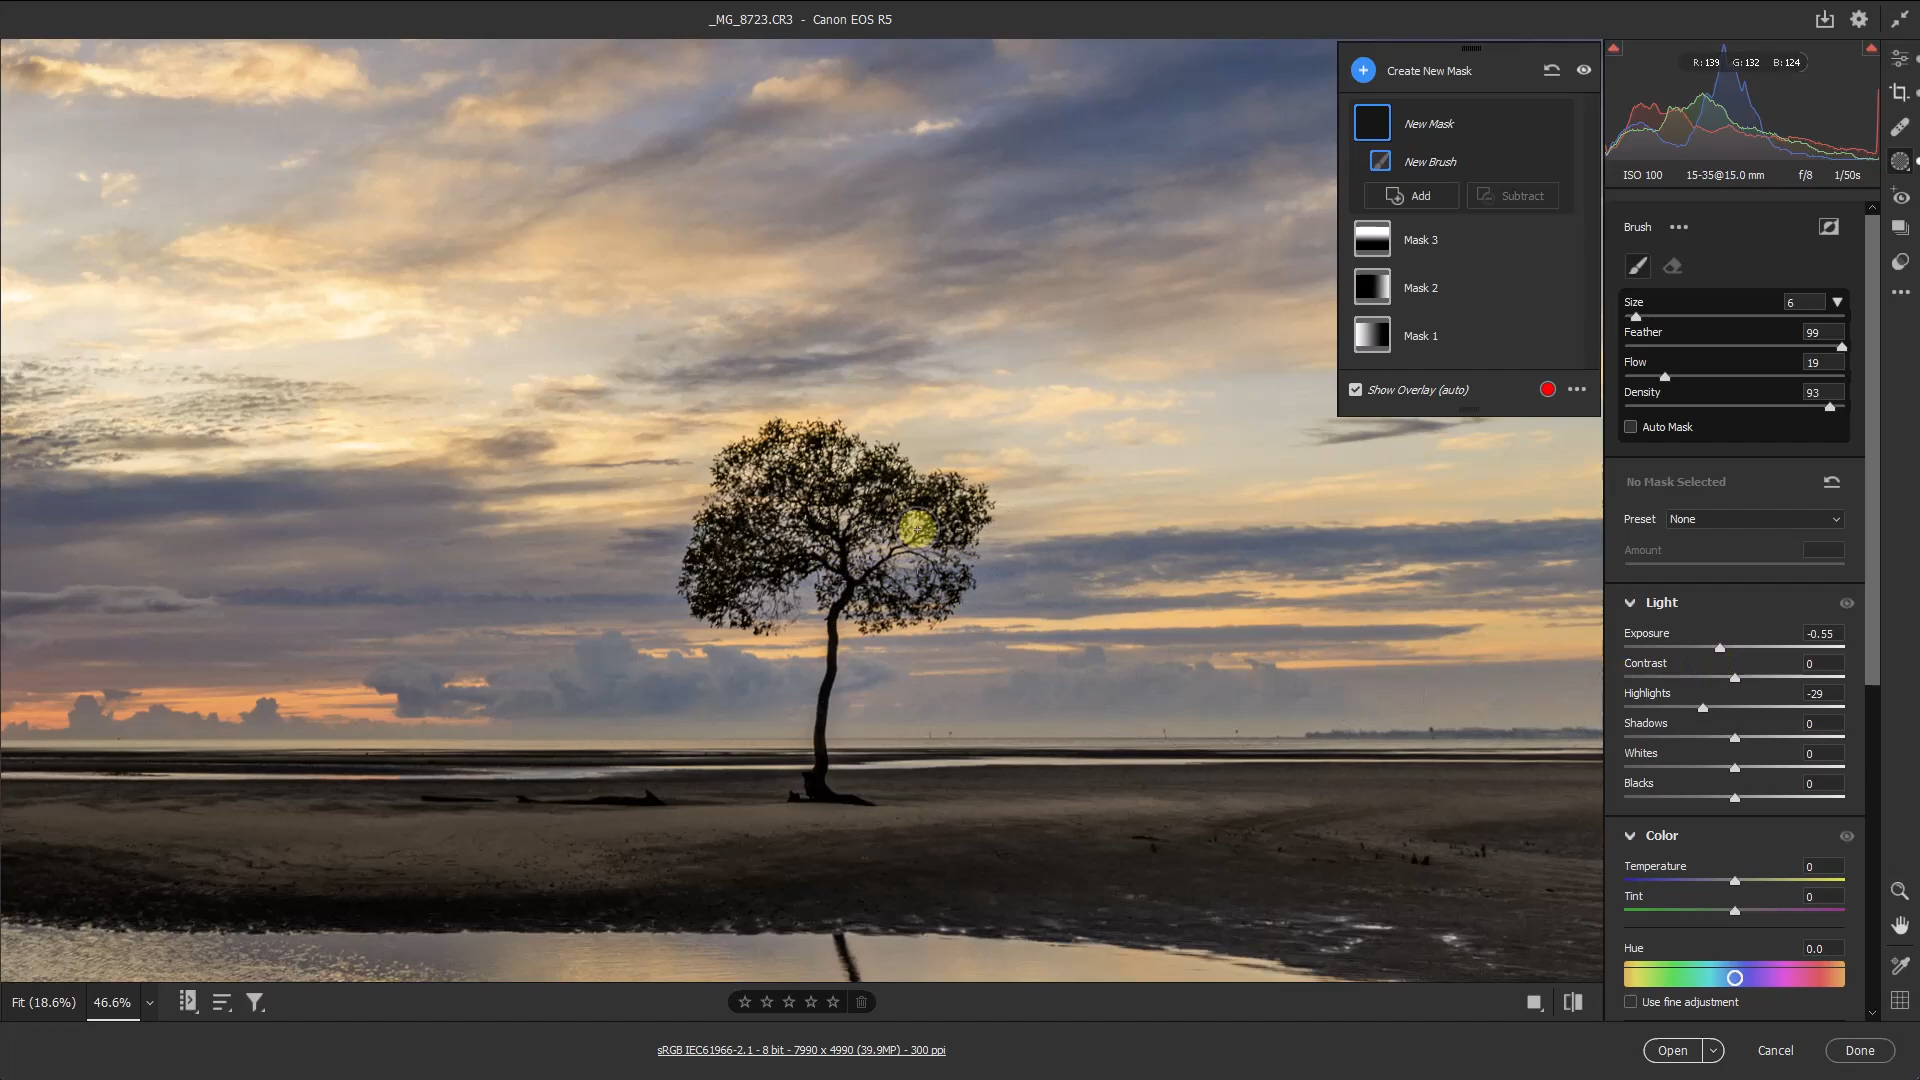 _MG_8723.CR3 - Canon EOS R5
Create New Mask
New Mask
New Brush
Add
Subtract
Mask 3
Mask 2
Mask 1
Show Overlay (auto)
R: 139 G: 132 B: 124
ISO 100 15-35@15.0 mm f/8 1/50s
Brush
Size 6
Feather 99
Flow 19
Density 93
Auto Mask
No Mask Selected
Preset None
Amount
Light
Exposure -0.55
Contrast 0
Highlights -29
Shadows 0
Whites 0
Blacks 0
Color
Temperature 0
Tint 0
Hue 0.0
Use fine adjustment
Fit (18.6%) 46.6%
sRGB IEC61966-2.1 - 8 bit - 7990 x 4990 (39.9MP) - 300 ppi
Open Cancel Done